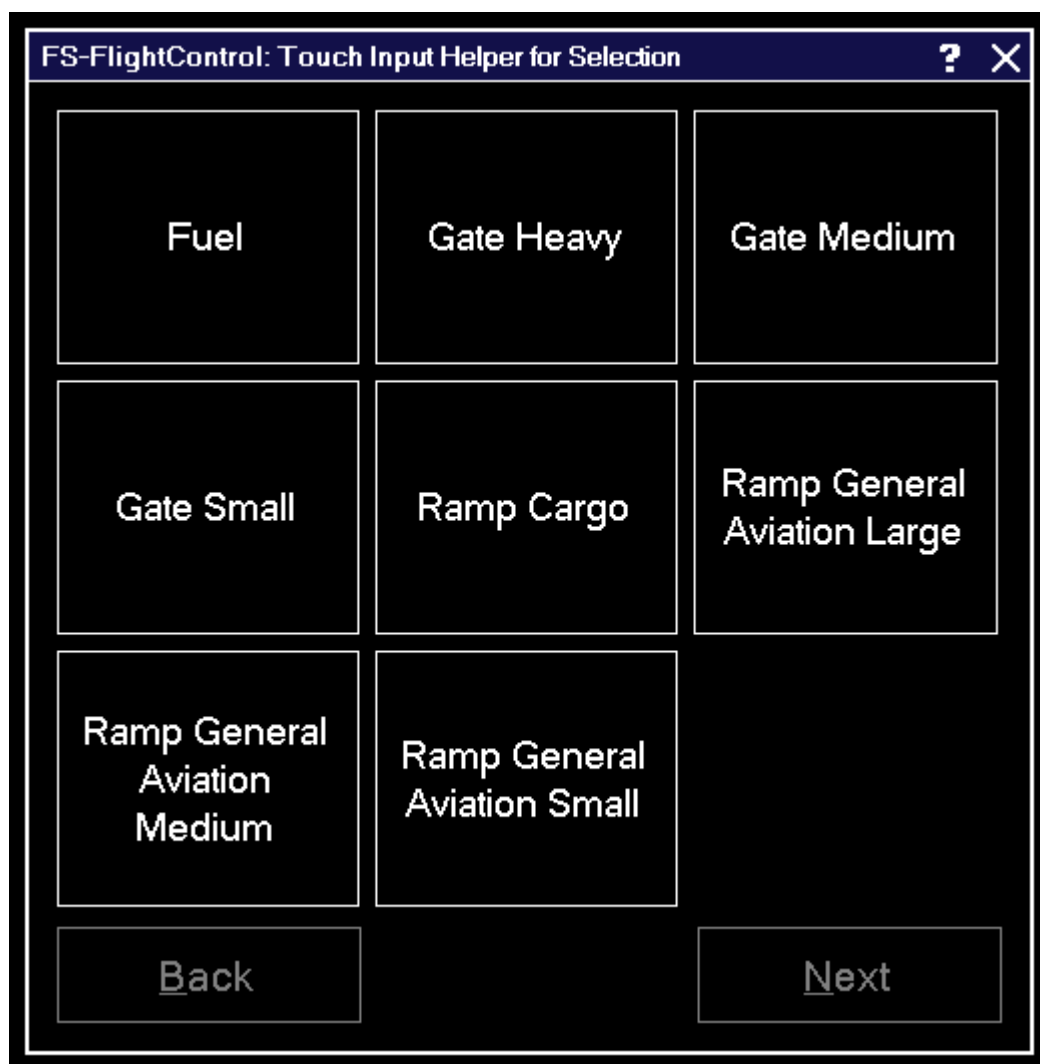 FS-FlightControl: Touch Input Helper for Selection ? X
Fuel
Gate Heavy
Gate Medium
Gate Small
Ramp Cargo
Ramp General
Aviation Large
Ramp General
Aviation
Medium
Ramp General
Aviation Small
Back
Next